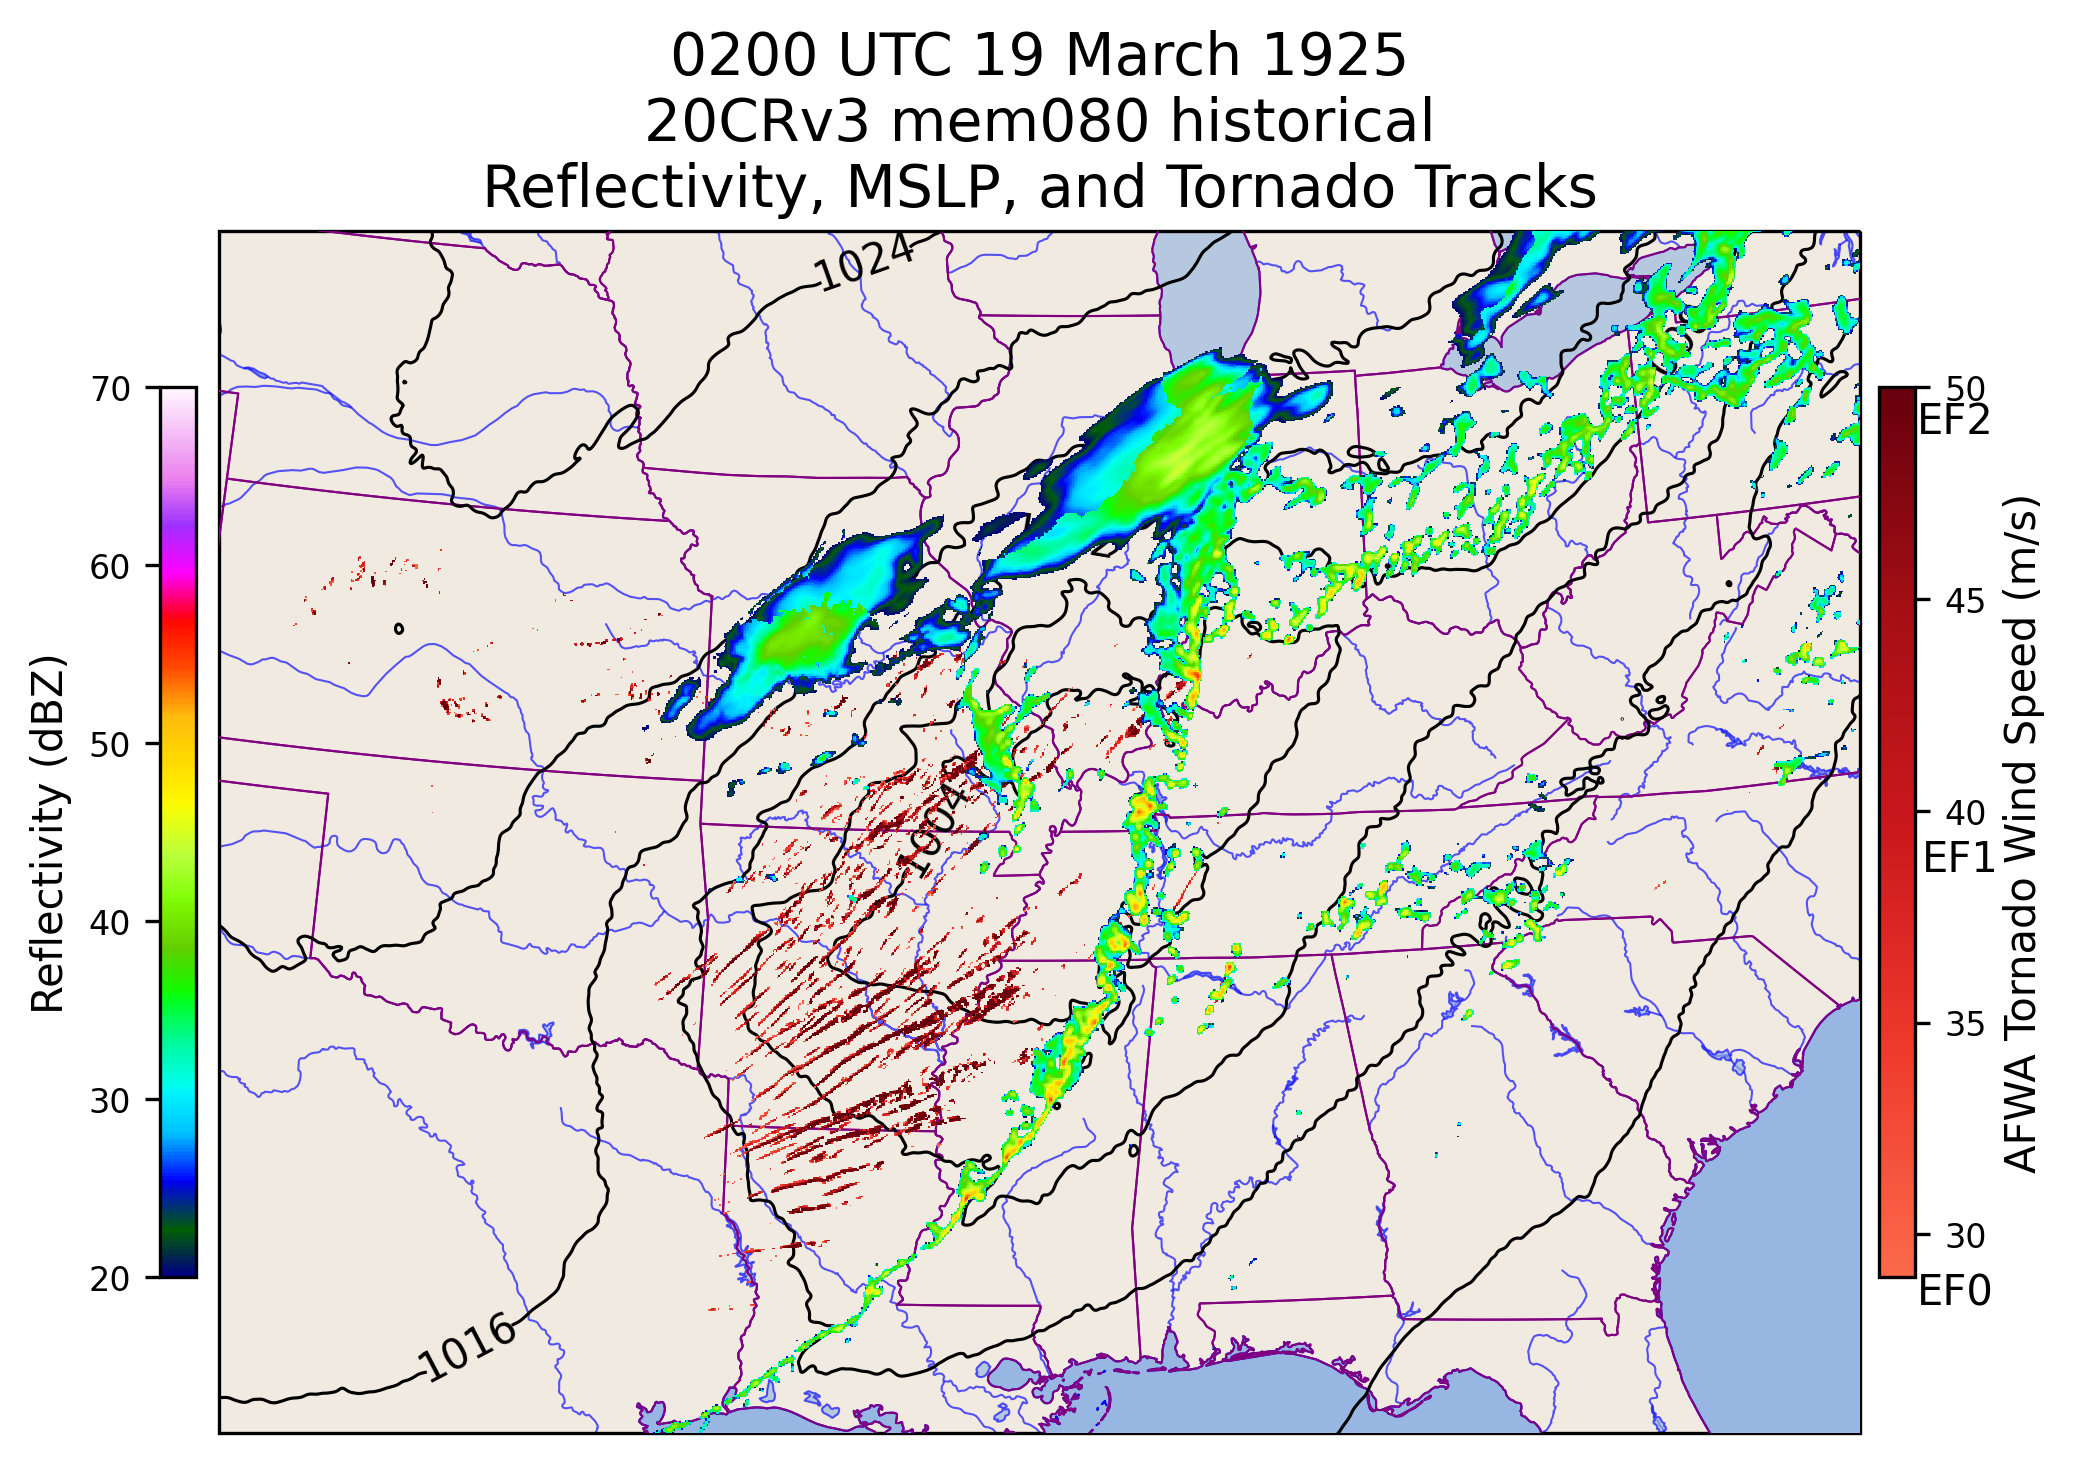 0200 UTC 19 March 1925
20CRv3 mem080 historical
Reflectivity, MSLP, and Tornado Tracks
1024
1004
1016
Reflectivity (dBZ)
70
60
50
40
30
20
50
EF2
45
40
EF1
35
30
EF0
AFWA Tornado Wind Speed (m/s)